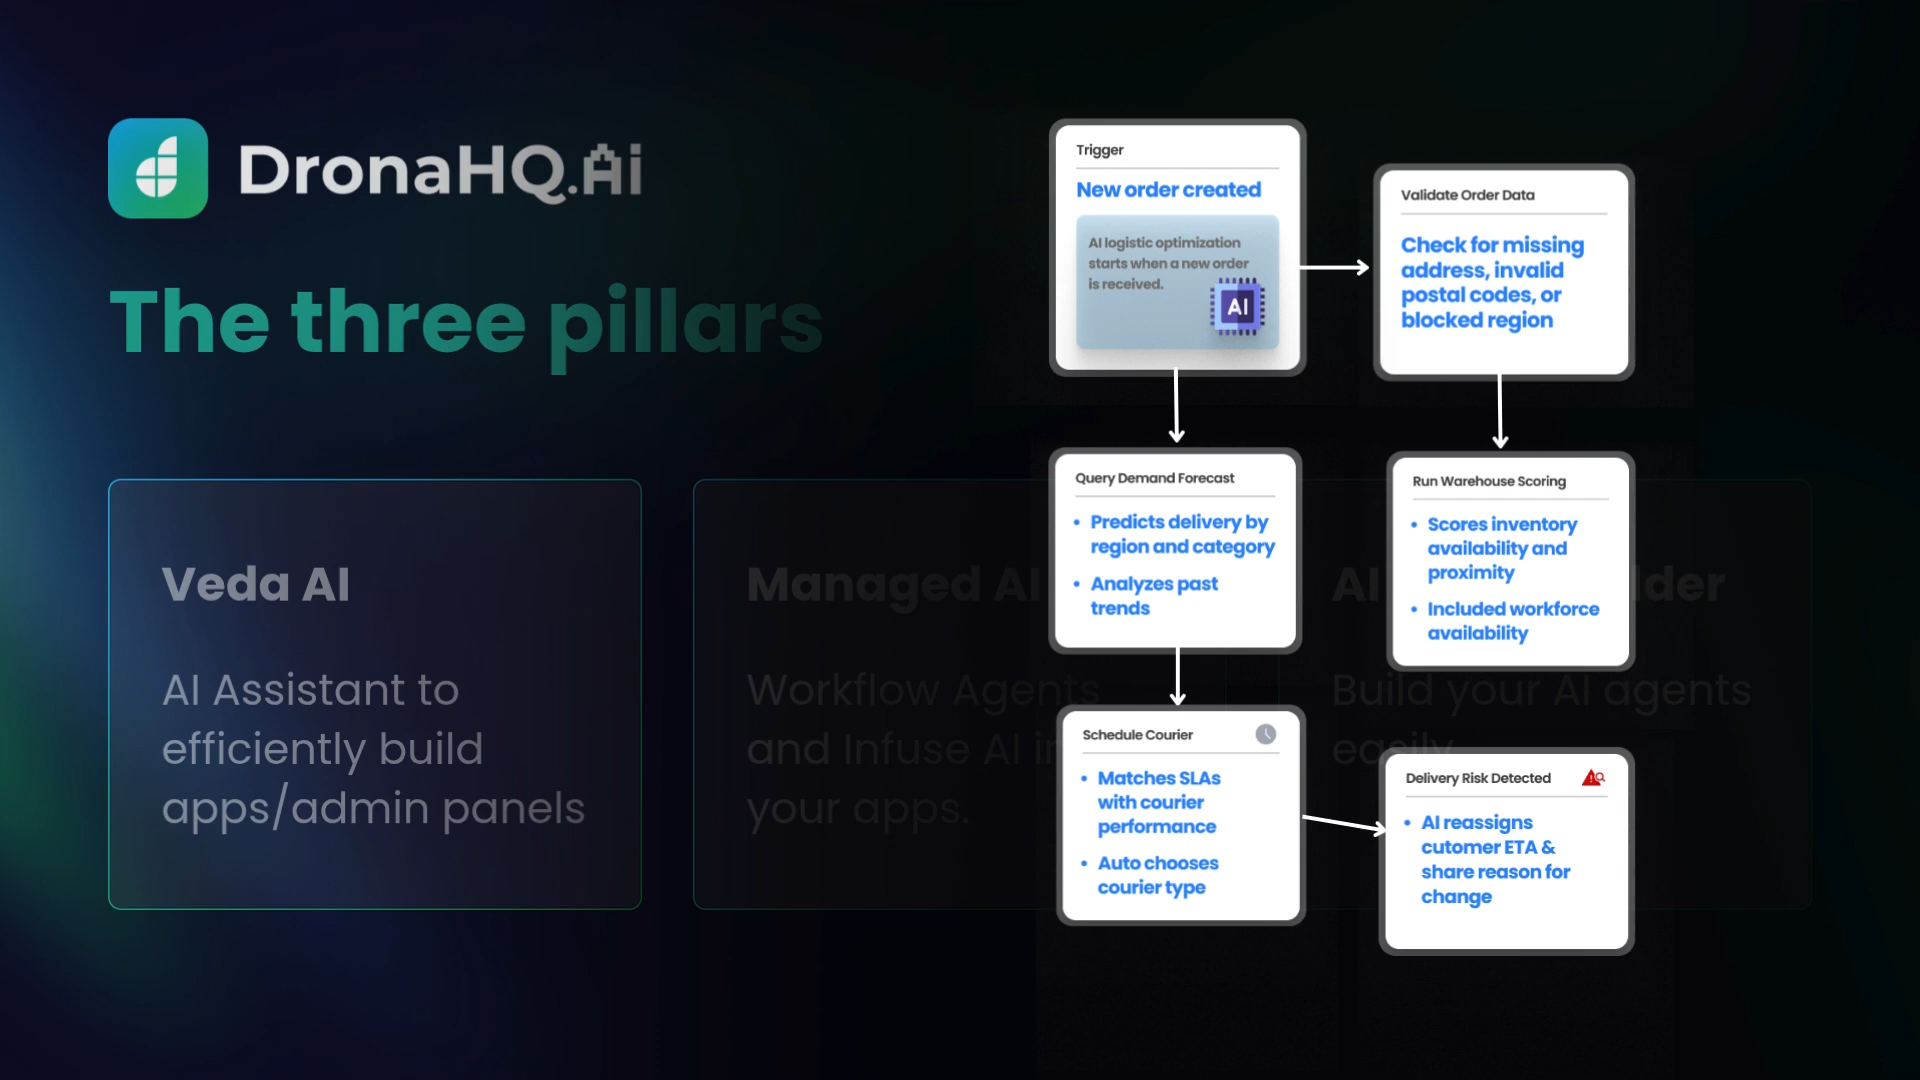 DronaHQ.Ai
The three pillars
Veda AI
AI Assistant to
efficiently build
apps/admin panels
Managed AI
Workflow Agents
and Infuse AI in
your apps.
AI
lder
Build your AI agents
easily
Trigger
New order created
AI logistic optimization
starts when a new order
is received.
AI
Validate Order Data
Check for missing
address, invalid
postal codes, or
blocked region
Query Demand Forecast
• Predicts delivery by
region and category
• Analyzes past
trends
Run Warehouse Scoring
• Scores inventory
availability and
proximity
• Included workforce
availability
Schedule Courier
• Matches SLAs
with courier
performance
• Auto chooses
courier type
Delivery Risk Detected
• AI reassigns
cutomer ETA &
share reason for
change